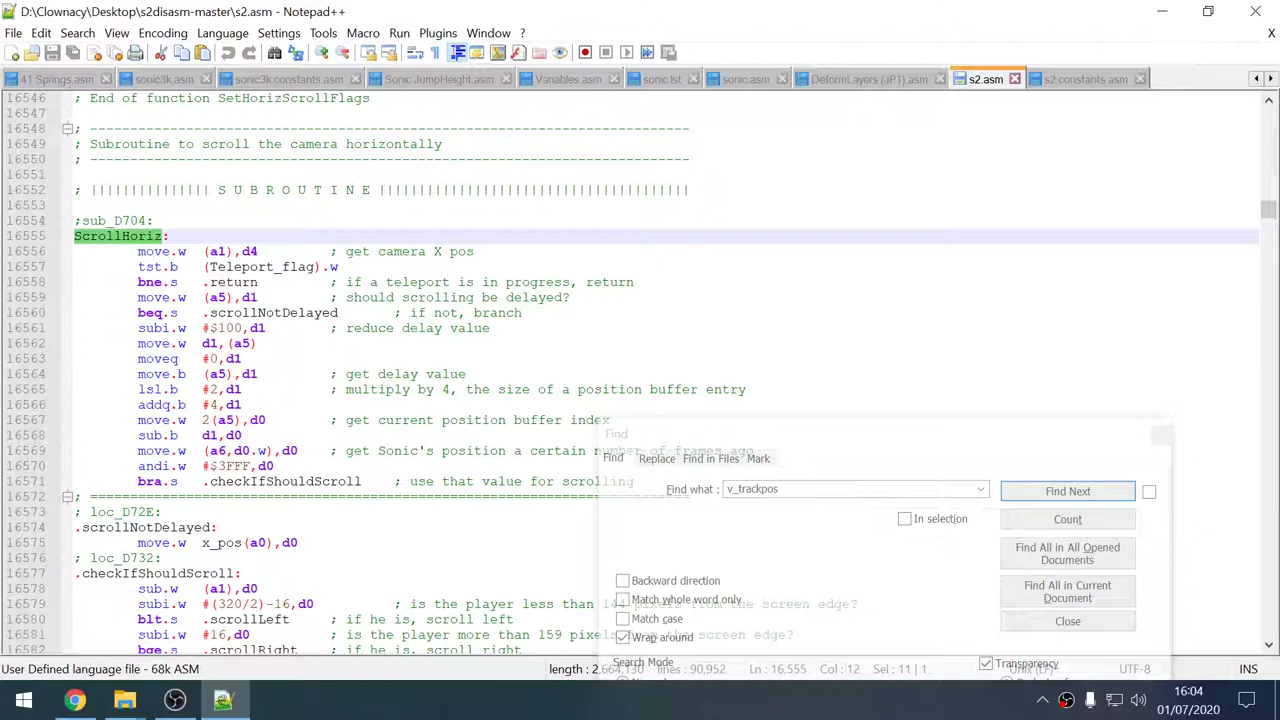 D:\Clownacy\Desktop\s2disasm-master\s2.asm - Notepad++
File Edit Search View Encoding Language Settings Tools Macro Run Plugins Window ? X
41 Springs.asm sonic3k.asm sonic3k.constants.asm Sonic JumpHeight.asm Variables.asm sonic.lst sonic.asm DeformLayers (JP1).asm s2.asm s2.constants.asm
16546 ; End of function SetHorizScrollFlags
16547
16548 ; ---------------------------------------------------------------------------
16549 ; Subroutine to scroll the camera horizontally
16550 ; ---------------------------------------------------------------------------
16551
16552 ; ||||||||||||||| S U B R O U T I N E |||||||||||||||||||||||||||||||||||||||
16553
16554 ;sub_D704:
16555 ScrollHoriz:
16556 move.w (a1),d4 ; get camera X pos
16557 tst.b (Teleport_flag).w
16558 bne.s .return ; if a teleport is in progress, return
16559 move.w (a5),d1 ; should scrolling be delayed?
16560 beq.s .scrollNotDelayed ; if not, branch
16561 subi.w #$100,d1 ; reduce delay value
16562 move.w d1,(a5)
16563 moveq #0,d1
16564 move.b (a5),d1 ; get delay value
16565 lsl.b #2,d1 ; multiply by 4, the size of a position buffer entry
16566 addq.b #4,d1
16567 move.w 2(a5),d0 ; get current position buffer index
16568 sub.b d1,d0
16569 move.w (a6,d0.w),d0 ; get Sonic's position a certain number of frames ago
16570 andi.w #$3FFF,d0
16571 bra.s .checkIfShouldScroll ; use that value for scrolling
16572 ; ===========================================================================
16573 ; loc_D72E:
16574 .scrollNotDelayed:
16575 move.w x_pos(a0),d0
16576 ; loc_D732:
16577 .checkIfShouldScroll:
16578 sub.w (a1),d0
16579 subi.w #(320/2)-16,d0 ; is the player less than 144 pixels from the screen edge?
16580 blt.s .scrollLeft ; if he is, scroll left
16581 subi.w #16,d0 ; is the player more than 159 pixels from the screen edge?
16582 bge.s .scrollRight ; if he is, scroll right
Find
Find Replace Find in Files Mark
Find what : v_trackpos Find Next
In selection Count
Find All in All Opened Documents
Backward direction
Match whole word only
Find All in Current Document
Match case
Wrap around
Close
Search Mode
Transparency
User Defined language file - 68k ASM length : 2,664,130 lines : 90,952 Ln : 16,555 Col : 12 Sel : 11 | 1 Unix (LF) UTF-8 INS
16:04
01/07/2020